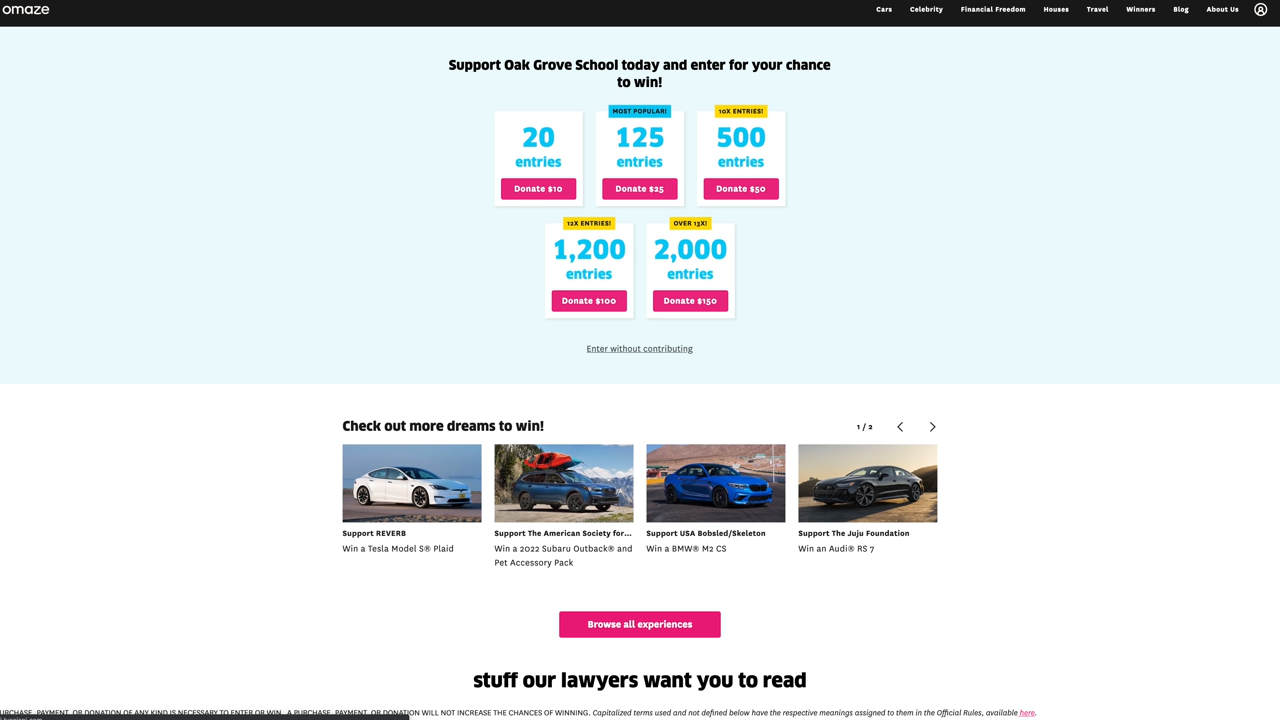 omaze
Cars Celebrity Financial Freedom Houses Travel Winners Blog About Us
Support Oak Grove School today and enter for your chance
to win!
MOST POPULAR! 10X ENTRIES!
20 125 500
entries entries entries
Donate $10 Donate $25 Donate $50
12X ENTRIES! OVER 13X!
1,200 2,000
entries entries
Donate $100 Donate $150
Enter without contributing
Check out more dreams to win! 1 / 2
Support REVERB Support The American Society for... Support USA Bobsled/Skeleton Support The Juju Foundation
Win a Tesla Model S® Plaid Win a 2022 Subaru Outback® and Win a BMW® M2 CS Win an Audi® RS 7
Pet Accessory Pack
Browse all experiences
stuff our lawyers want you to read
PAYMENT, OR DONATION OF ANY KIND IS NECESSARY TO ENTER OR WIN. A PURCHASE, PAYMENT, OR DONATION WILL NOT INCREASE THE CHANCES OF WINNING. Capitalized terms used and not defined below have the respective meanings assigned to them in the Official Rules, available here.